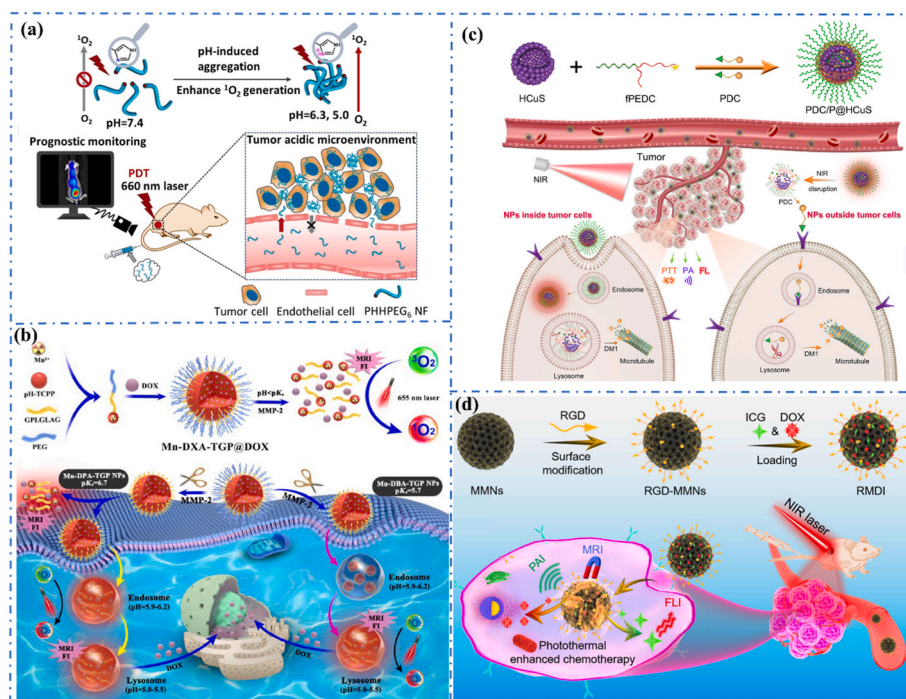 (a)
¹O₂
O₂
pH=7.4
pH-induced
aggregation
Enhance ¹O₂ generation
¹O₂
pH=6.3, 5.0
O₂
Prognostic monitoring
PDT
660 nm laser
Tumor acidic microenvironment
Tumor cell
Endothelial cell
PHHPEG₆ NF
(b)
Mn²⁺
pH-TCPP
GPLGLAG
PEG
DOX
Mn-DXA-TGP@DOX
pH<pKₐ
MMP-2
MRI
FI
³O₂
655 nm laser
¹O₂
Mn-DPA-TGP NPs
pKₐ=6.7
MMP-2
MMP-2
Mn-DBA-TGP NPs
pKₐ=5.7
MRI
FI
Endosome
(pH=5.9-6.2)
Endosome
(pH=5.9-6.2)
MRI
FI
DOX
DOX
MRI
FI
Lysosome
(pH=5.0-5.5)
Lysosome
(pH=5.0-5.5)
(c)
HCuS
+
fPEDC
PDC
PDC/P@HCuS
NIR
Tumor
NIR
disruption
PDC
NPs inside tumor cells
NPs outside tumor cells
PTT
PA
FL
Endosome
Endosome
DM1
Lysosome
Microtubule
DM1
Lysosome
Microtubule
(d)
MMNs
RGD
Surface
modification
RGD-MMNs
ICG
&
DOX
Loading
RMDI
NIR laser
PAI
MRI
FLI
Photothermal
enhanced chemotherapy